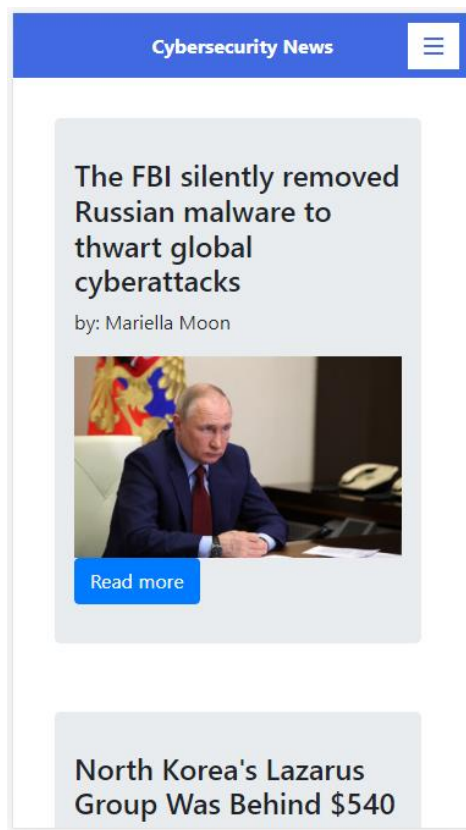 Cybersecurity News
The FBI silently removed
Russian malware to
thwart global
cyberattacks
by: Mariella Moon
Read more
North Korea's Lazarus
Group Was Behind $540